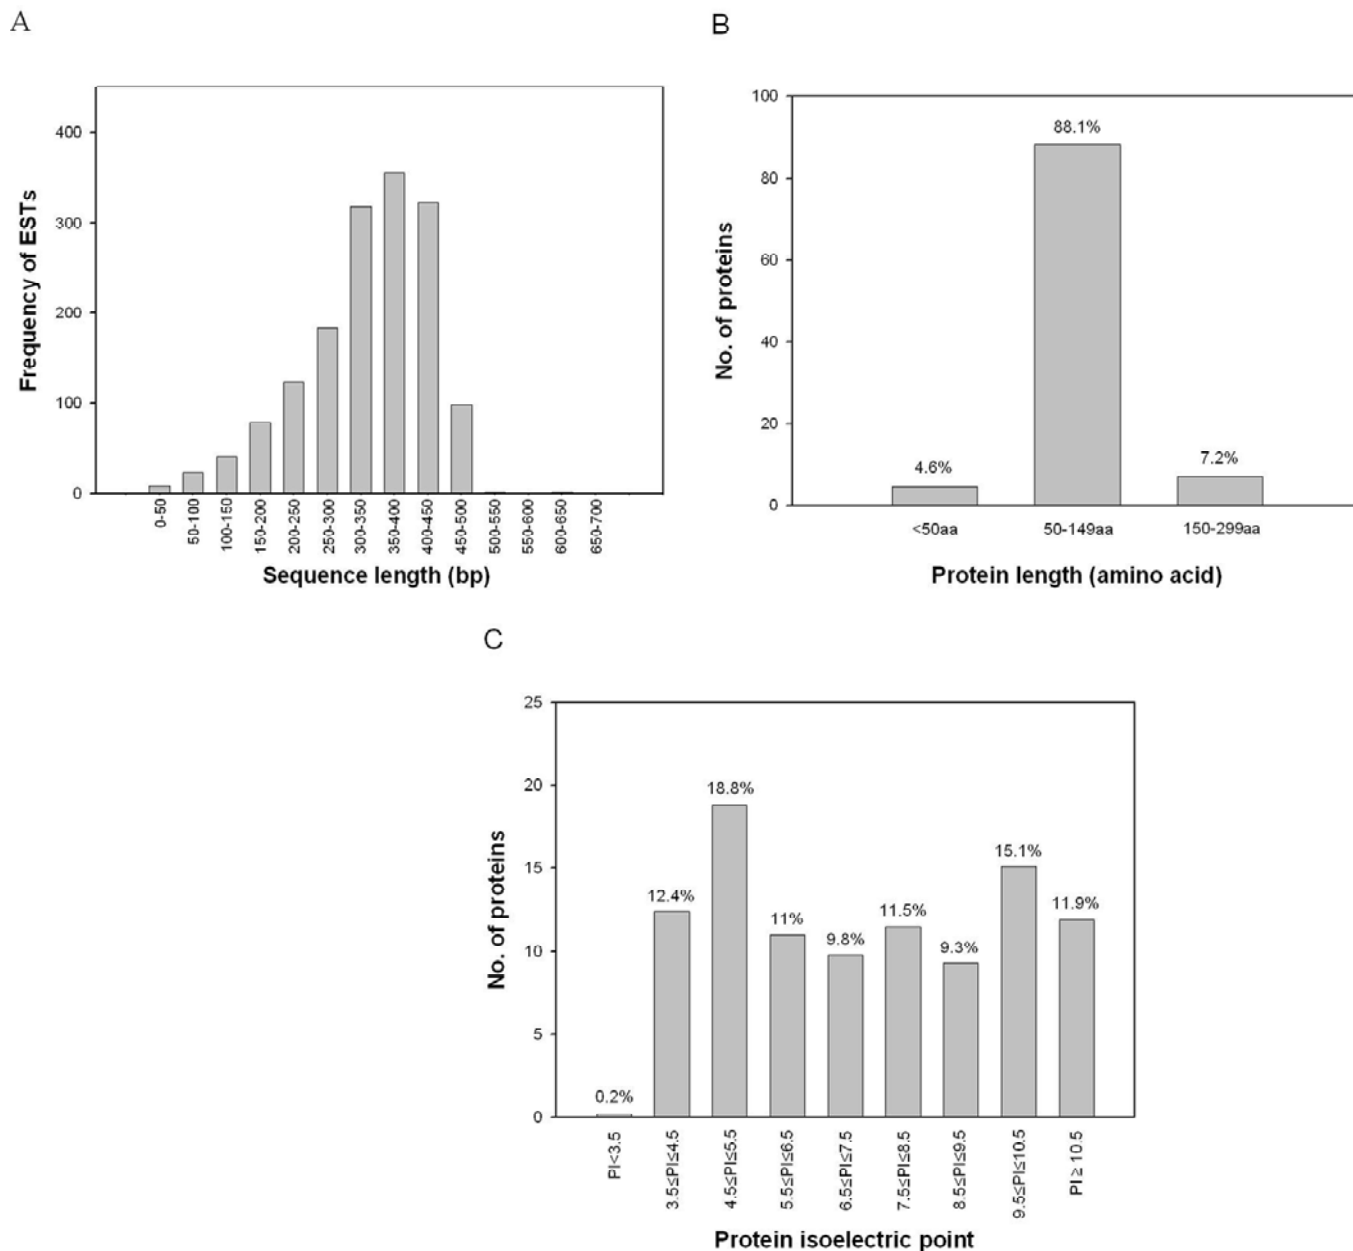 A
400
300
200
100
0
Frequency of ESTs
0-50
50-100
100-150
150-200
200-250
250-300
300-350
350-400
400-450
450-500
500-550
550-600
600-650
650-700
Sequence length (bp)
B
100
80
60
40
20
0
No. of proteins
4.6%
88.1%
7.2%
<50aa
50-149aa
150-299aa
Protein length (amino acid)
C
25
20
15
10
5
0
No. of proteins
0.2%
12.4%
18.8%
11%
9.8%
11.5%
9.3%
15.1%
11.9%
PI<3.5
3.5≤PI≤4.5
4.5≤PI≤5.5
5.5≤PI≤6.5
6.5≤PI≤7.5
7.5≤PI≤8.5
8.5≤PI≤9.5
9.5≤PI≤10.5
PI ≥ 10.5
Protein isoelectric point